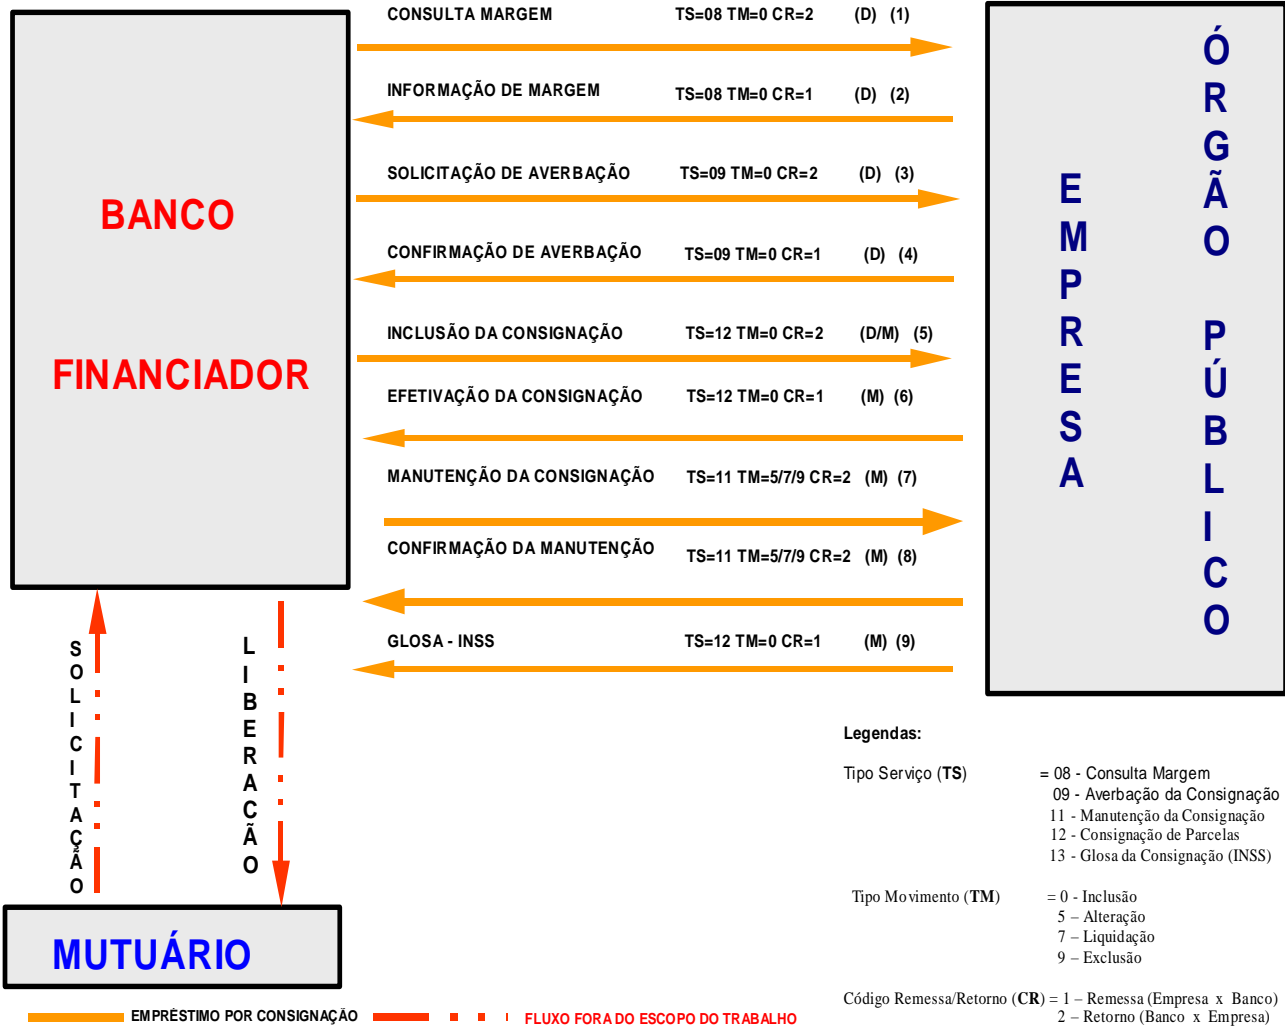 CONSULTA MARGEM TS=08 TM=0 CR=2 (D) (1)
INFORMAÇÃO DE MARGEM TS=08 TM=0 CR=1 (D) (2)
SOLICITAÇÃO DE AVERBAÇÃO TS=09 TM=0 CR=2 (D) (3)
CONFIRMAÇÃO DE AVERBAÇÃO TS=09 TM=0 CR=1 (D) (4)
INCLUSÃO DA CONSIGNAÇÃO TS=12 TM=0 CR=2 (D/M) (5)
EFETIVAÇÃO DA CONSIGNAÇÃO TS=12 TM=0 CR=1 (M) (6)
MANUTENÇÃO DA CONSIGNAÇÃO TS=11 TM=5/7/9 CR=2 (M) (7)
CONFIRMAÇÃO DA MANUTENÇÃO TS=11 TM=5/7/9 CR=2 (M) (8)
GLOSA - INSS TS=12 TM=0 CR=1 (M) (9)
BANCO
FINANCIADOR
EMPRESA
ÓRGÃO PÚBLICO
SOLICITAÇÃO
LIBERACÃO
MUTUÁRIO
Legendas:
Tipo Serviço (TS) = 08 - Consulta Margem
09 - Averbação da Consignação
11 - Manutenção da Consignação
12 - Consignação de Parcelas
13 - Glosa da Consignação (INSS)
Tipo Movimento (TM) = 0 - Inclusão
5 – Alteração
7 – Liquidação
9 – Exclusão
Código Remessa/Retorno (CR) = 1 – Remessa (Empresa x Banco)
2 – Retorno (Banco x Empresa)
EMPRÉSTIMO POR CONSIGNAÇÃO
FLUXO FORA DO ESCOPO DO TRABALHO